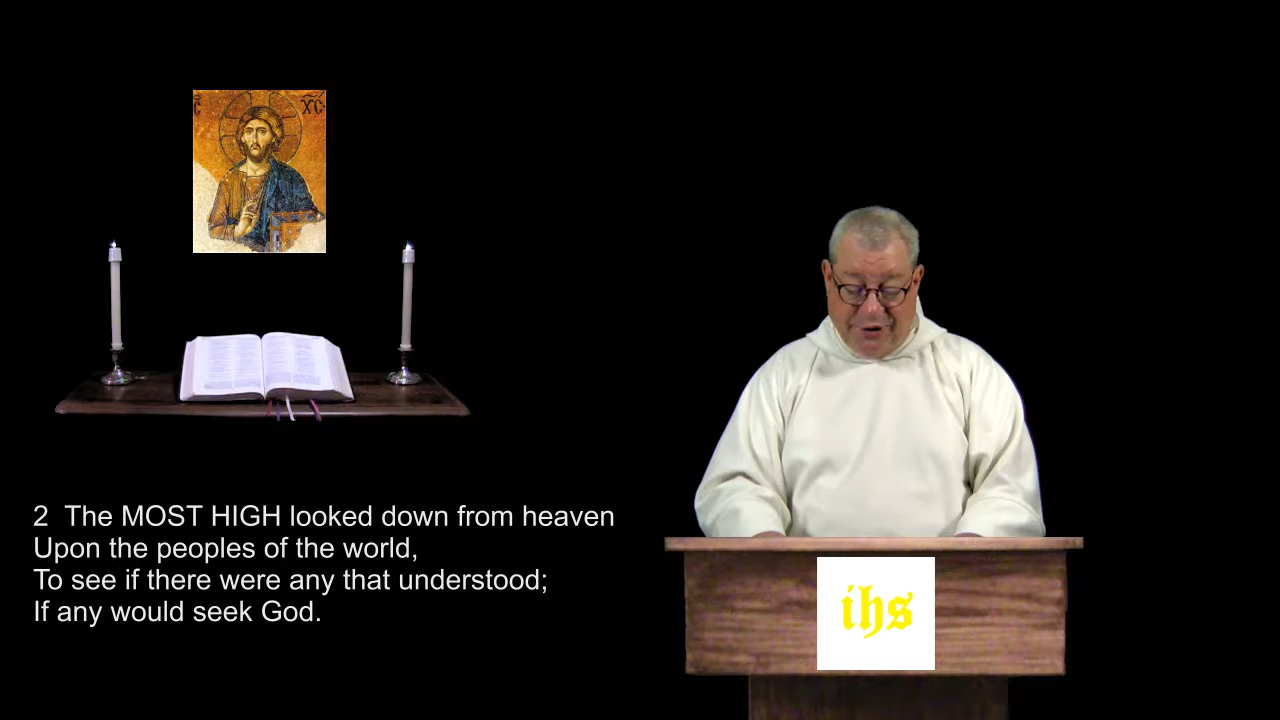 XC
2 The MOST HIGH looked down from heaven
Upon the peoples of the world,
To see if there were any that understood;
If any would seek God.
ihs